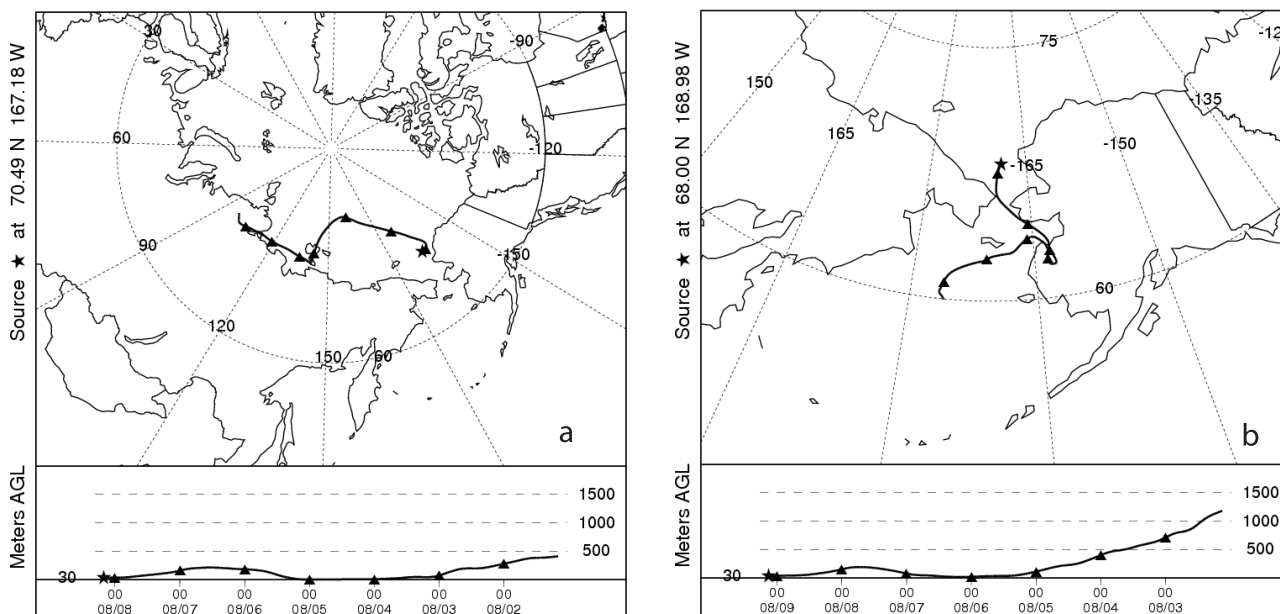 Source ★ at 70.49 N 167.18 W
30
-90
60
-120
90
-150
120
150
60
a
Meters AGL
1500
1000
500
30
00 00 00 00 00 00 00
08/08 08/07 08/06 08/05 08/04 08/03 08/02
Source ★ at 68.00 N 168.98 W
75
-12
150
-135
165
-150
-165
60
b
Meters AGL
1500
1000
500
30
00 00 00 00 00 00 00
08/09 08/08 08/07 08/06 08/05 08/04 08/03